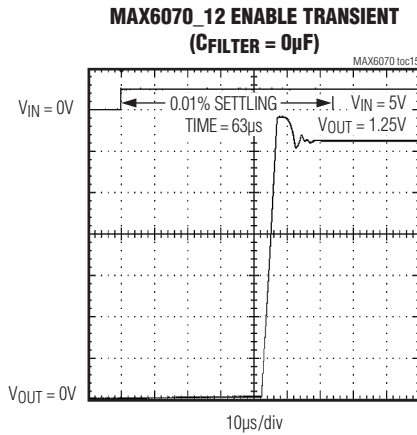 MAX6070_12 ENABLE TRANSIENT
(CFILTER = 0µF)
MAX6070 toc15
VIN = 0V
0.01% SETTLING
TIME = 63µs
VIN = 5V
VOUT = 1.25V
VOUT = 0V
10µs/div